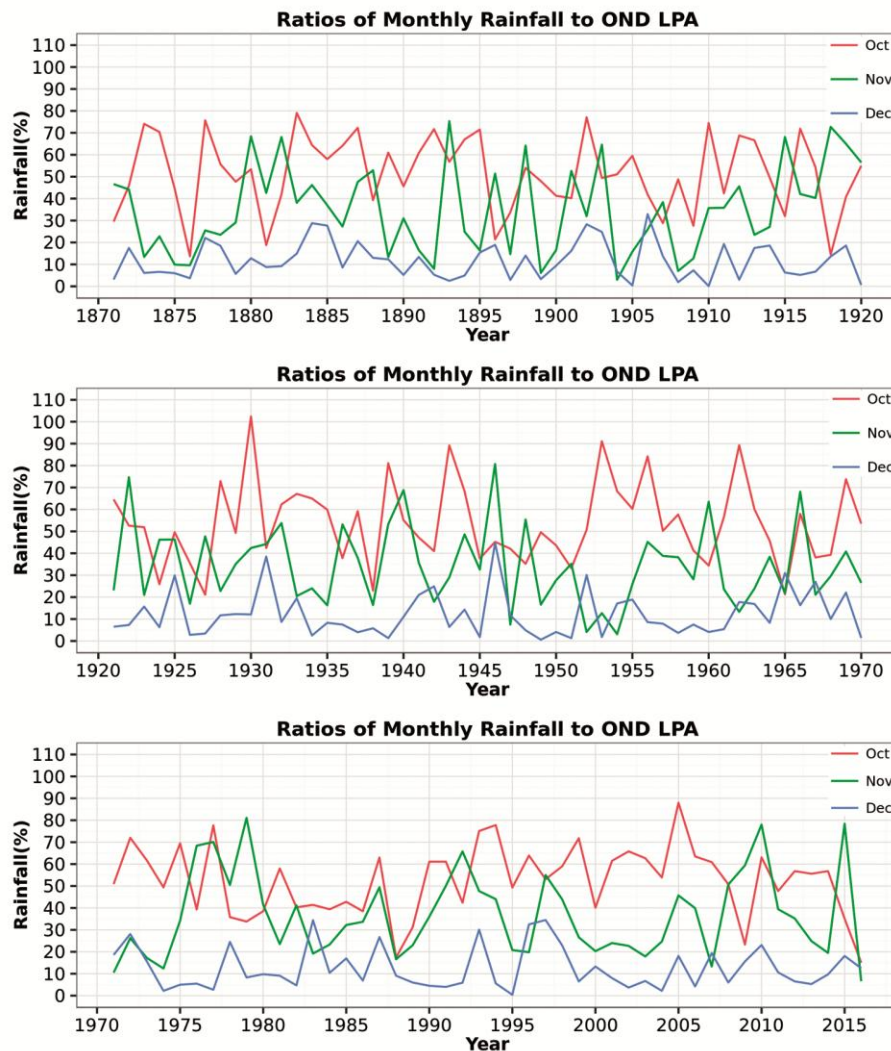 Ratios of Monthly Rainfall to OND LPA
110
100
90
80
70
60
50
40
30
20
10
0
Rainfall(%)
Oct
Nov
Dec
1870 1875 1880 1885 1890 1895 1900 1905 1910 1915 1920
Year
Ratios of Monthly Rainfall to OND LPA
110
100
90
80
70
60
50
40
30
20
10
0
Rainfall(%)
Oct
Nov
Dec
1920 1925 1930 1935 1940 1945 1950 1955 1960 1965 1970
Year
Ratios of Monthly Rainfall to OND LPA
110
100
90
80
70
60
50
40
30
20
10
0
Rainfall(%)
Oct
Nov
Dec
1970 1975 1980 1985 1990 1995 2000 2005 2010 2015
Year